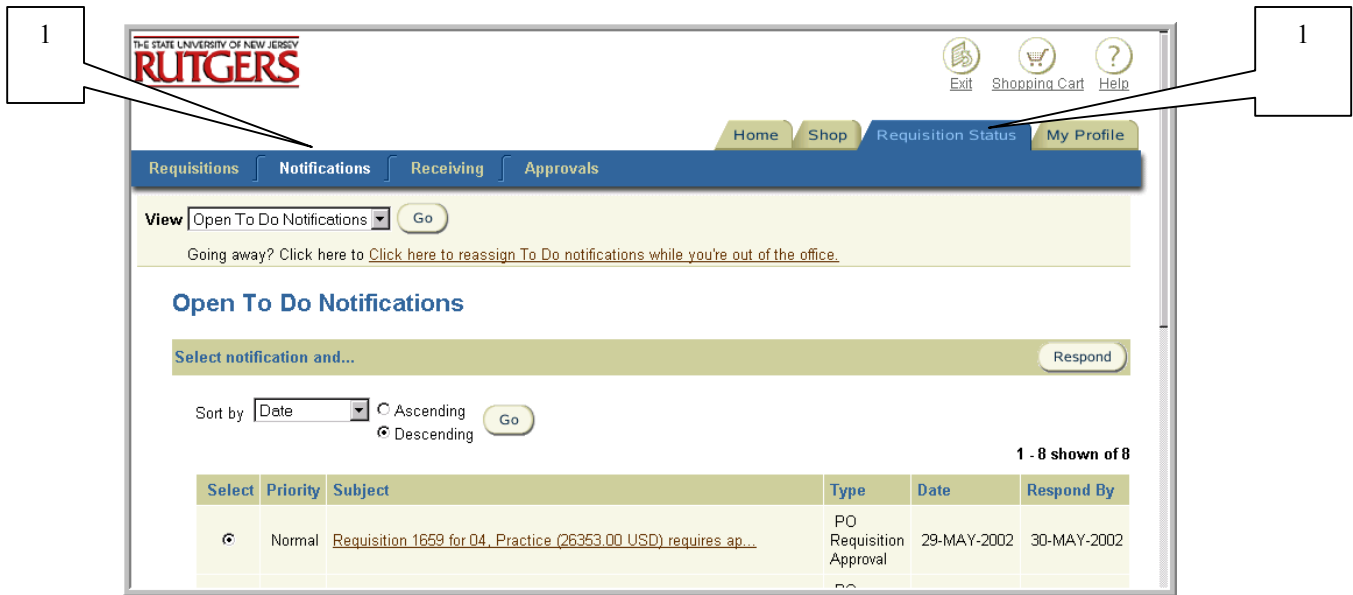 1
1
THE STATE UNIVERSITY OF NEW JERSEY
RUTGERS
Exit Shopping Cart Help
Home Shop Requisition Status My Profile
Requisitions Notifications Receiving Approvals
View Open To Do Notifications Go
Going away? Click here to Click here to reassign To Do notifications while you're out of the office.
Open To Do Notifications
Select notification and... Respond
Sort by Date Ascending Go
Descending
1 - 8 shown of 8
Select Priority Subject Type Date Respond By
Normal Requisition 1659 for 04, Practice (26353.00 USD) requires ap... PO Requisition Approval 29-MAY-2002 30-MAY-2002